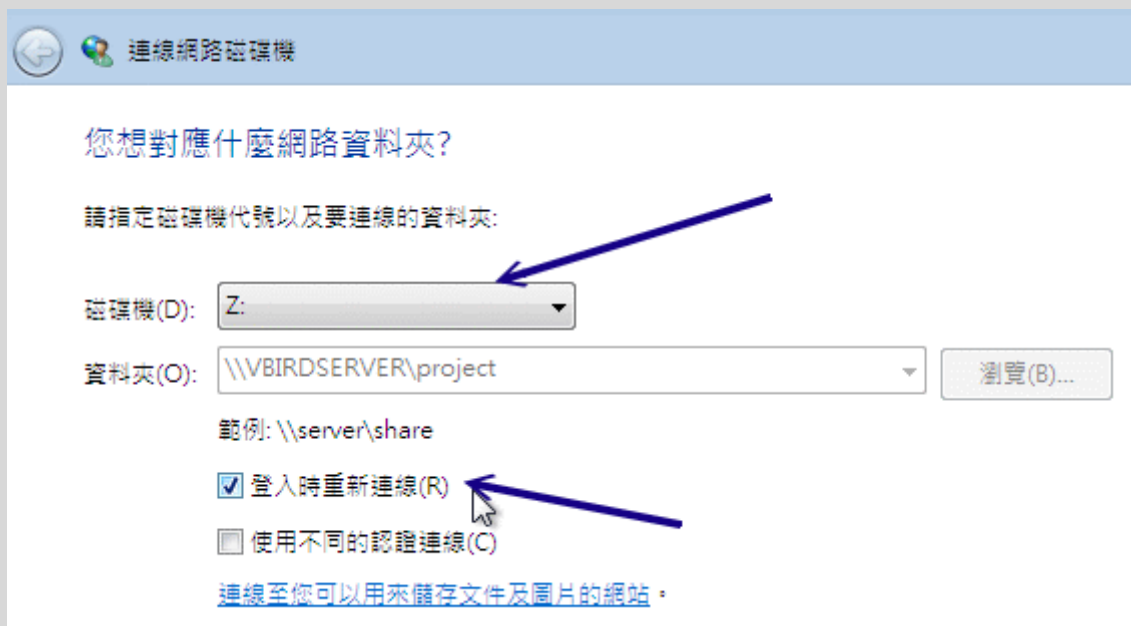 連線網路磁碟機
您想對應什麼網路資料夾?
請指定磁碟機代號以及要連線的資料夾:
磁碟機(D): Z:
資料夾(O): \\VBIRDSERVER\project 瀏覽(B)...
範例: \\server\share
登入時重新連線(R)
使用不同的認證連線(C)
連線至您可以用來儲存文件及圖片的網站。